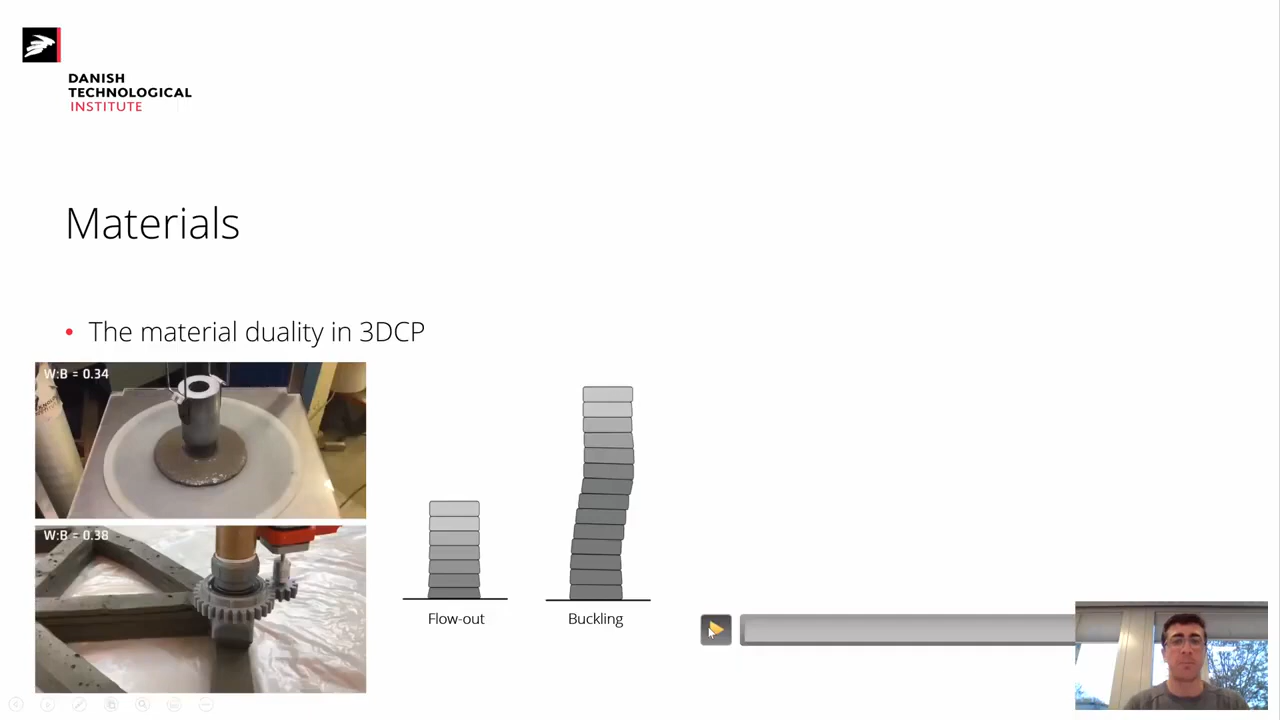 DANISH
TECHNOLOGICAL
INSTITUTE
Materials
• The material duality in 3DCP
W:B = 0.34
W:B = 0.38
Flow-out
Buckling